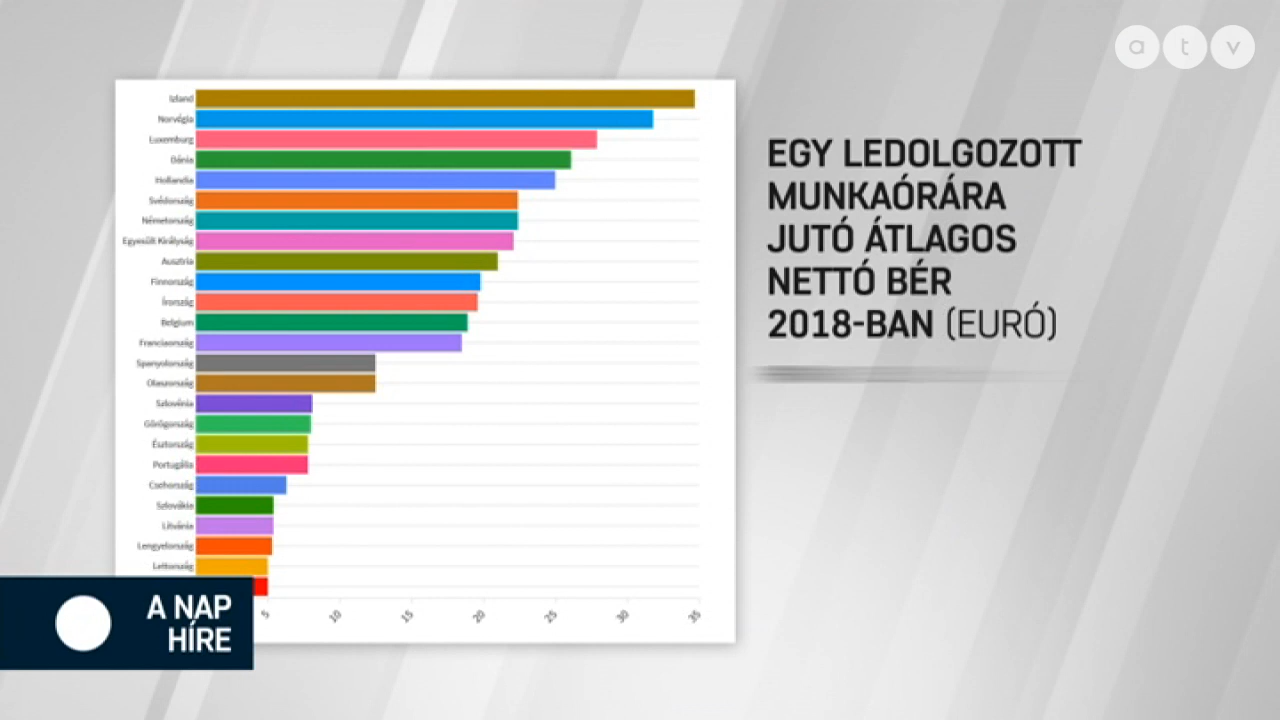 a t v
EGY LEDOLGOZOTT
MUNKAÓRÁRA
JUTÓ ÁTLAGOS
NETTÓ BÉR
2018-BAN (EURÓ)
Izland
Norvégia
Luxemburg
Dánia
Hollandia
Svédország
Németország
Egyesült Királyság
Ausztria
Finnország
Írország
Belgium
Franciaország
Spanyolország
Olaszország
Szlovénia
Görögország
Észtország
Portugália
Csehország
Szlovákia
Litvánia
Lengyelország
Lettország
5 10 15 20 25 30 35
A NAP
HÍRE